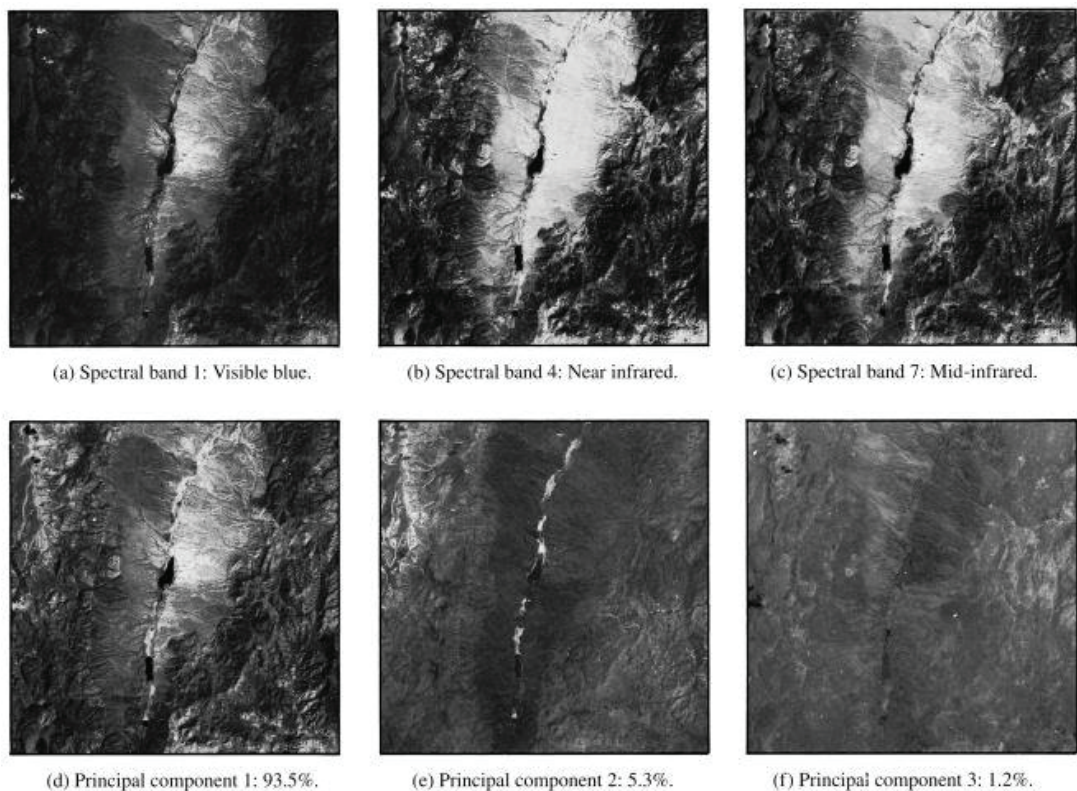 (a) Spectral band 1: Visible blue.
(b) Spectral band 4: Near infrared.
(c) Spectral band 7: Mid-infrared.
(d) Principal component 1: 93.5%.
(e) Principal component 2: 5.3%.
(f) Principal component 3: 1.2%.